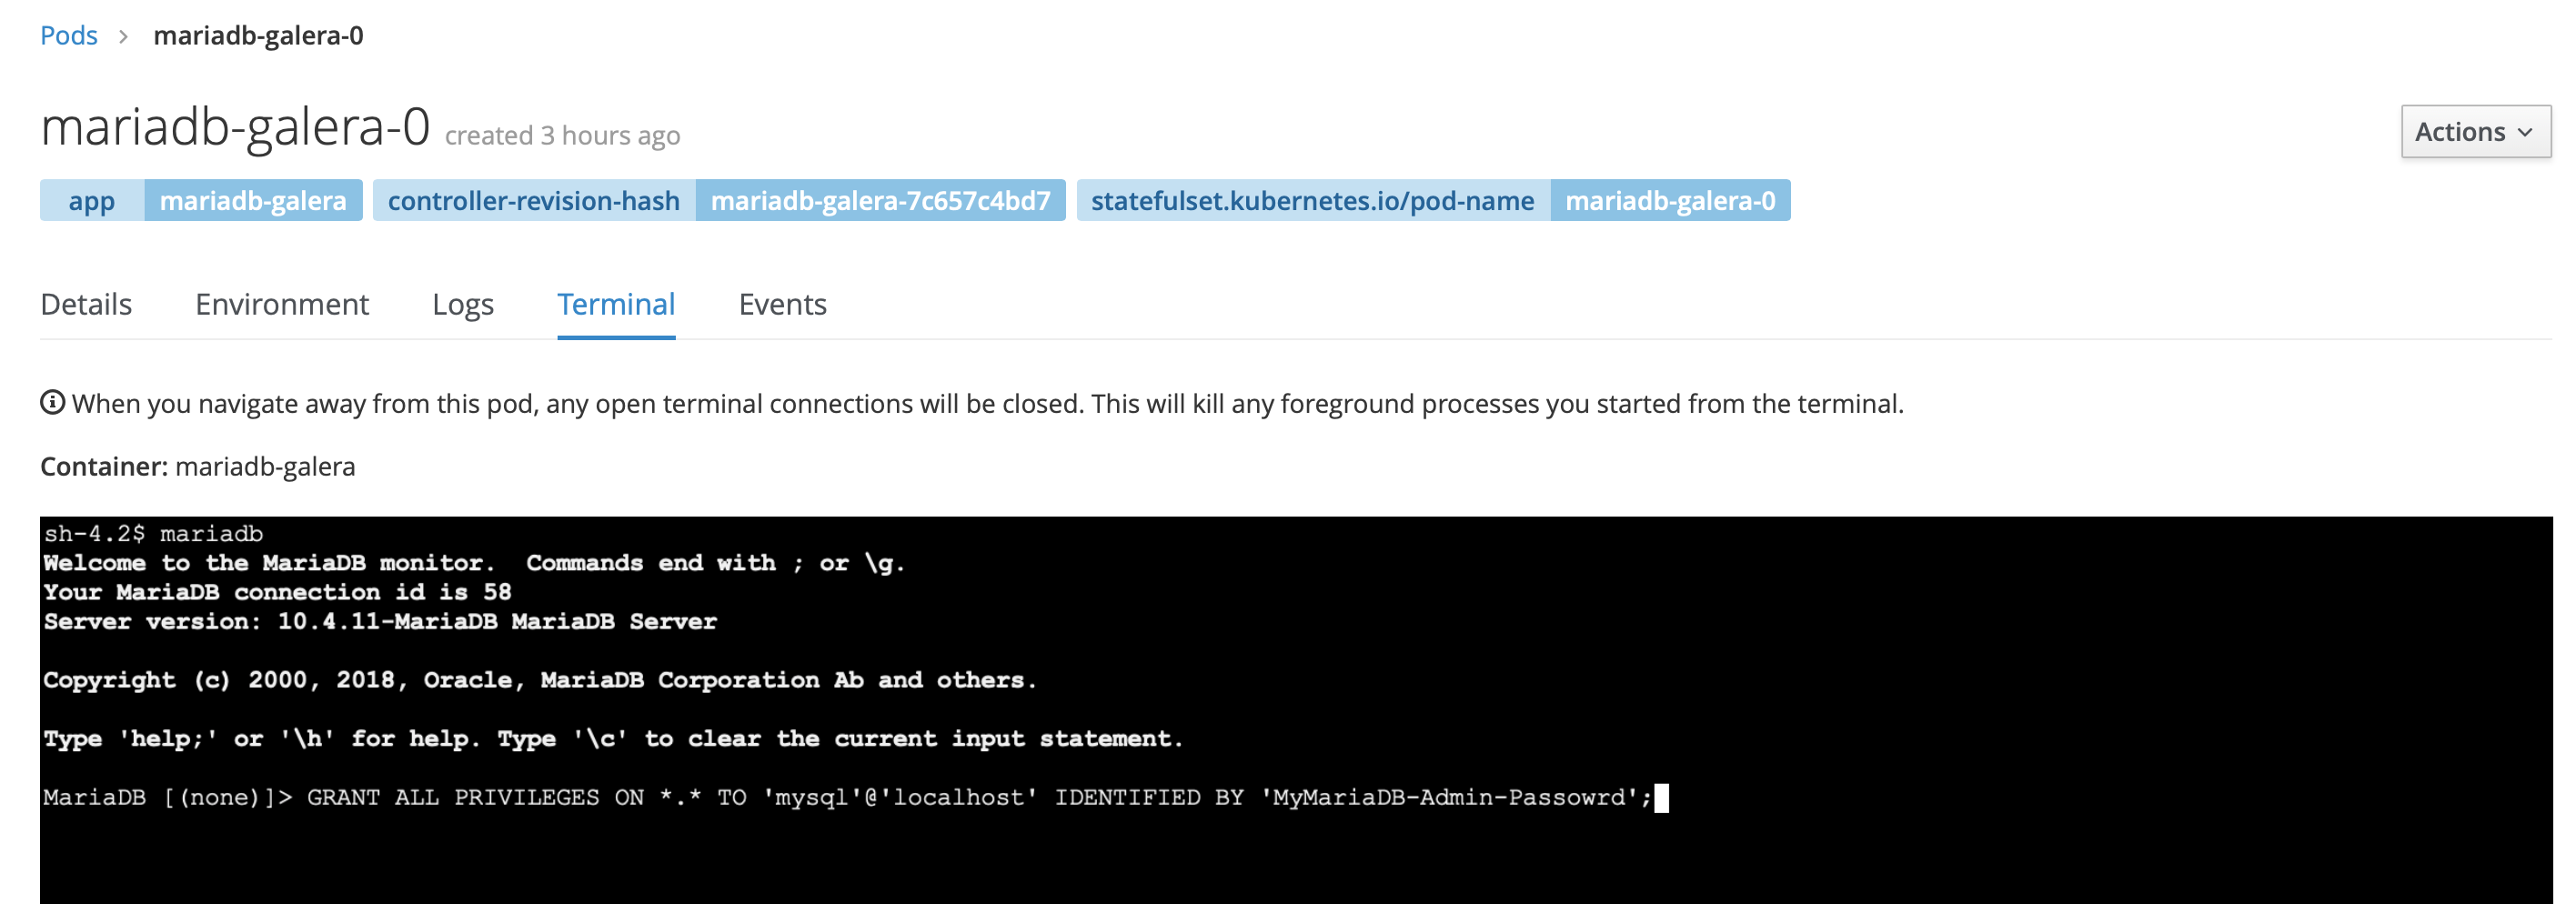 Pods > mariadb-galera-0
mariadb-galera-0 created 3 hours ago
Actions
app mariadb-galera controller-revision-hash mariadb-galera-7c657c4bd7 statefulset.kubernetes.io/pod-name mariadb-galera-0
Details Environment Logs Terminal Events
When you navigate away from this pod, any open terminal connections will be closed. This will kill any foreground processes you started from the terminal.
Container: mariadb-galera
sh-4.2$ mariadb
Welcome to the MariaDB monitor.  Commands end with ; or \g.
Your MariaDB connection id is 58
Server version: 10.4.11-MariaDB MariaDB Server
Copyright (c) 2000, 2018, Oracle, MariaDB Corporation Ab and others.
Type 'help;' or '\h' for help. Type '\c' to clear the current input statement.
MariaDB [(none)]> GRANT ALL PRIVILEGES ON *.* TO 'mysql'@'localhost' IDENTIFIED BY 'MyMariaDB-Admin-Passowrd';